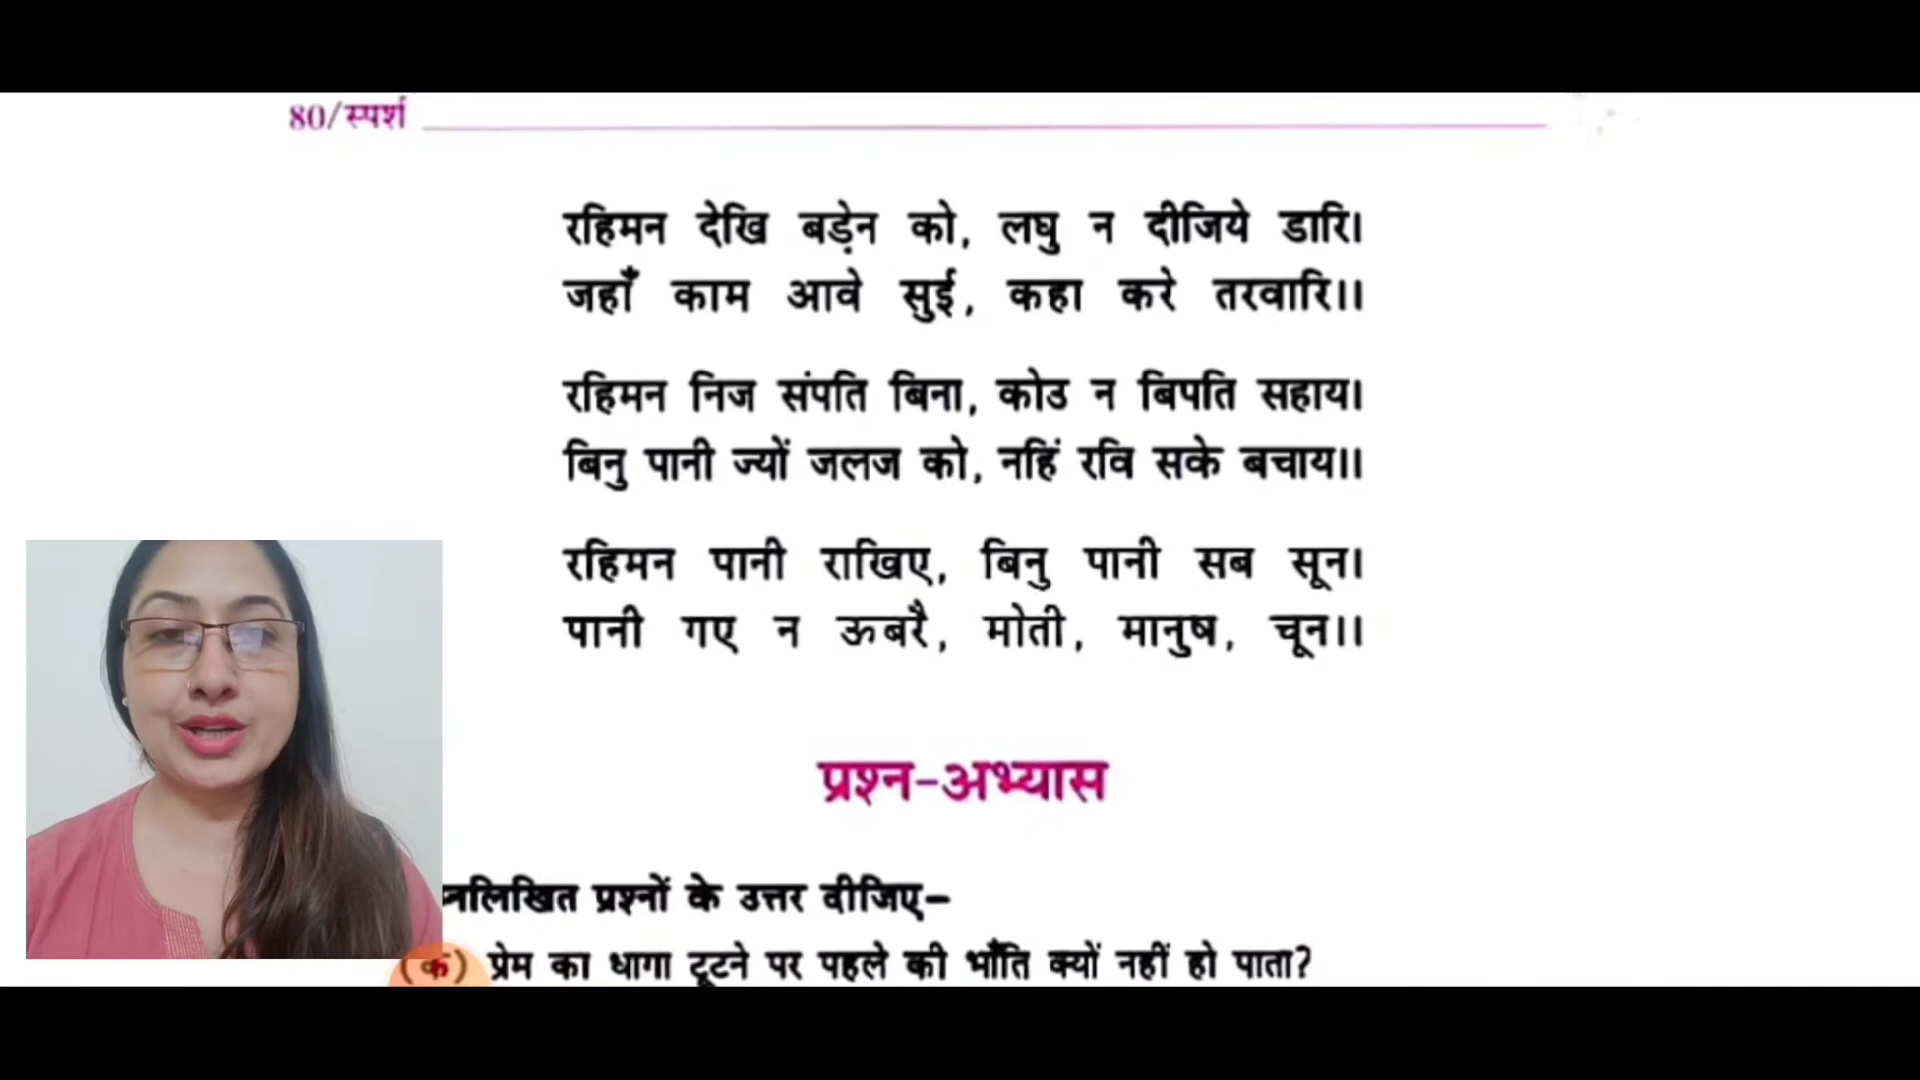 80/स्पर्श
रहिमन देखि बड़ेन को, लघु न दीजिये डारि।
जहाँ काम आवे सुई, कहा करे तरवारि।।
रहिमन निज संपति बिना, कोउ न बिपति सहाय।
बिनु पानी ज्यों जलज को, नहिं रवि सके बचाय।।
रहिमन पानी राखिए, बिनु पानी सब सून।
पानी गए न ऊबरै, मोती, मानुष, चून।।
प्रश्न-अभ्यास
नलिखित प्रश्नों के उत्तर दीजिए–
(क) प्रेम का धागा टूटने पर पहले की भाँति क्यों नहीं हो पाता?